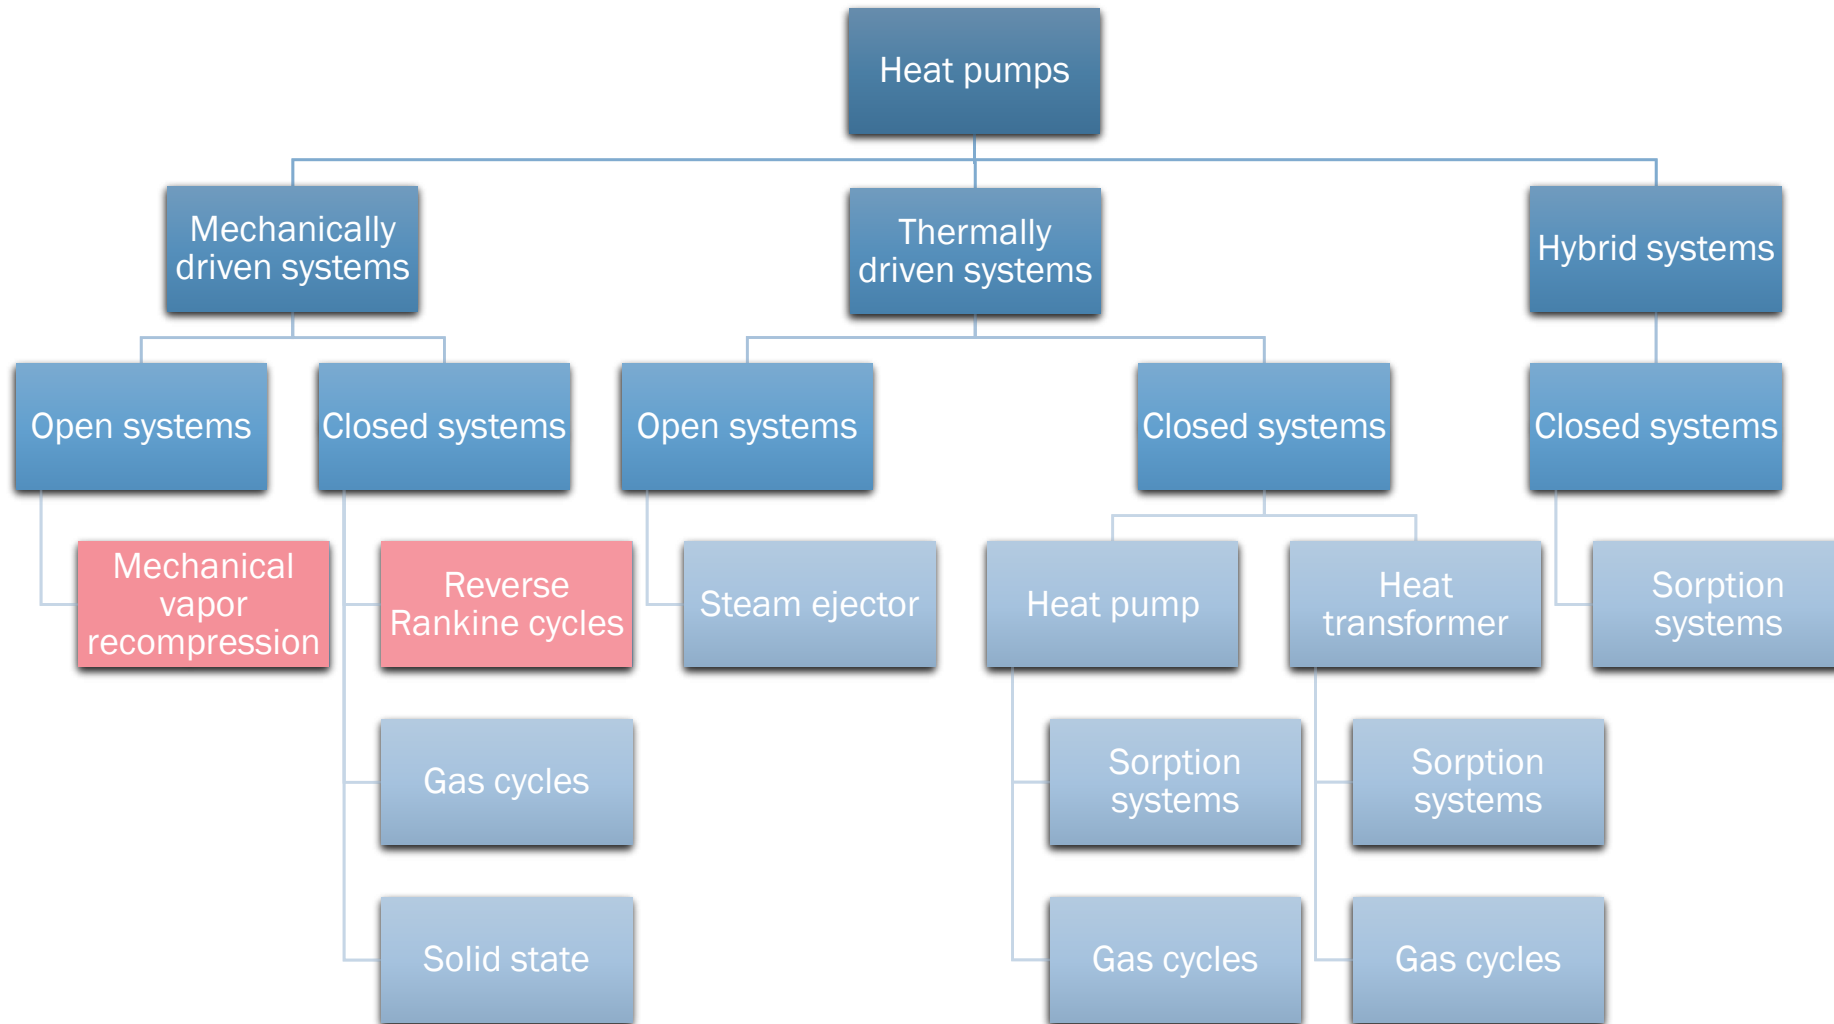 Heat pumps
Mechanically
driven systems
Thermally
driven systems
Hybrid systems
Open systems
Closed systems
Open systems
Closed systems
Closed systems
Mechanical
vapor
recompression
Reverse
Rankine cycles
Steam ejector
Heat pump
Heat
transformer
Sorption
systems
Gas cycles
Sorption
systems
Sorption
systems
Solid state
Gas cycles
Gas cycles